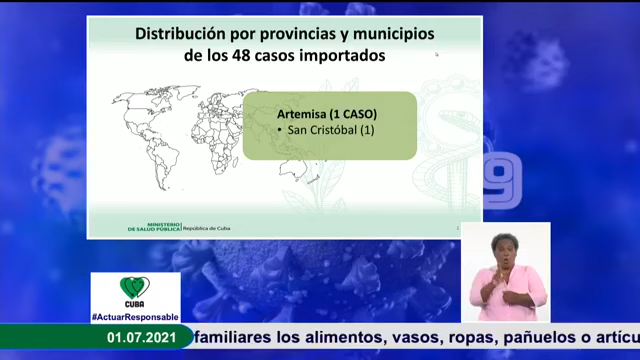 Distribución por provincias y municipios
de los 48 casos importados
Artemisa (1 CASO)
• San Cristóbal (1)
9
MINISTERIO
DE SALUD PÚBLICA
República de Cuba
CUBA
#ActuarResponsable
01.07.2021
familiares los alimentos, vasos, ropas, pañuelos o artícu